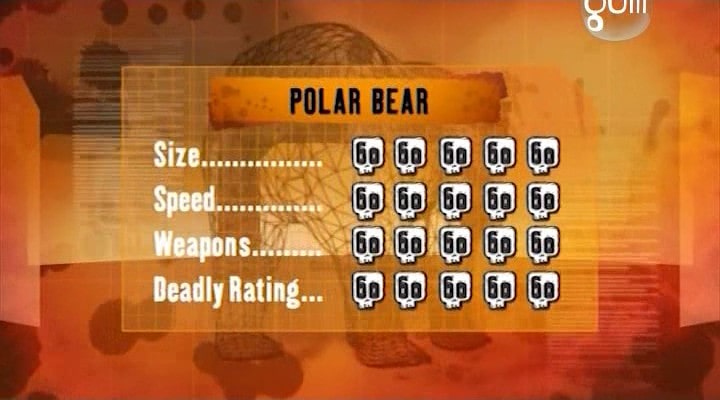 gulli
POLAR BEAR
Size................
Speed..............
Weapons.........
Deadly Rating...